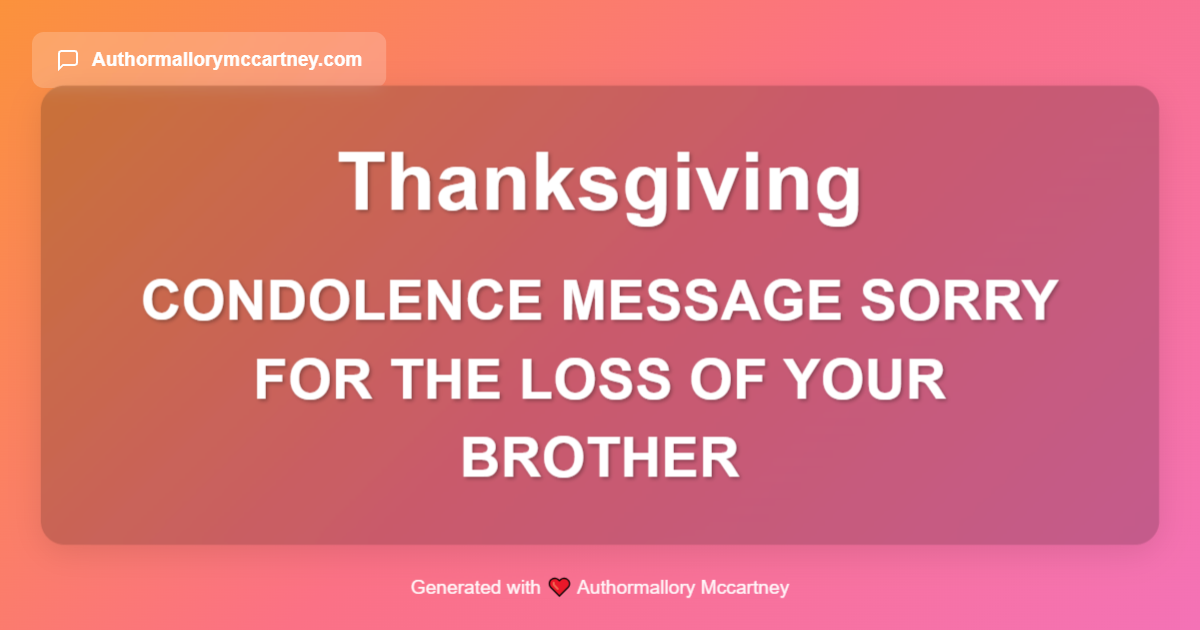 Authormallorymccartney.com
Thanksgiving
CONDOLENCE MESSAGE SORRY
FOR THE LOSS OF YOUR
BROTHER
Generated with ❤️ Authormallory Mccartney